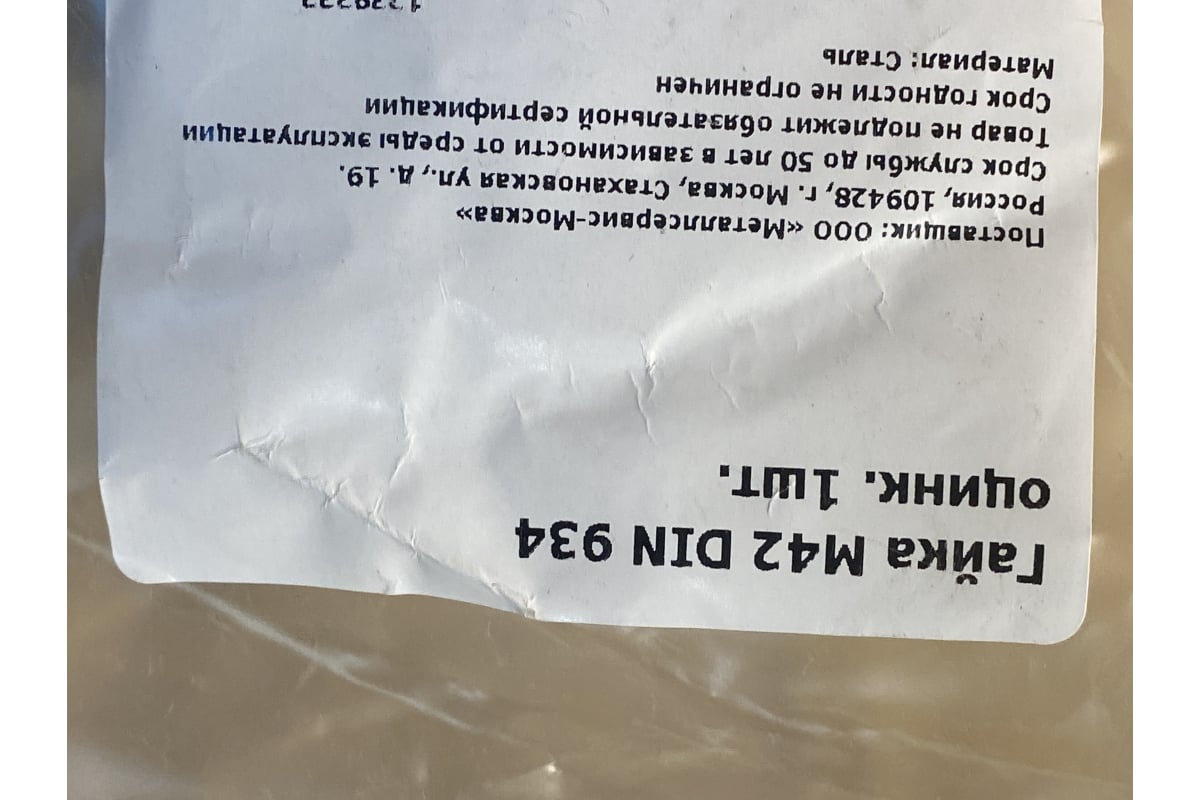 Гайка М42 DIN 934
оцинк. 1шт.
Поставщик: ООО «Металлсервис-Москва»
Россия, 109428, г. Москва, Стахановская ул., д. 19.
Срок службы до 50 лет в зависимости от среды эксплуатации
Товар не подлежит обязательной сертификации
Срок годности не ограничен
Материал: Сталь